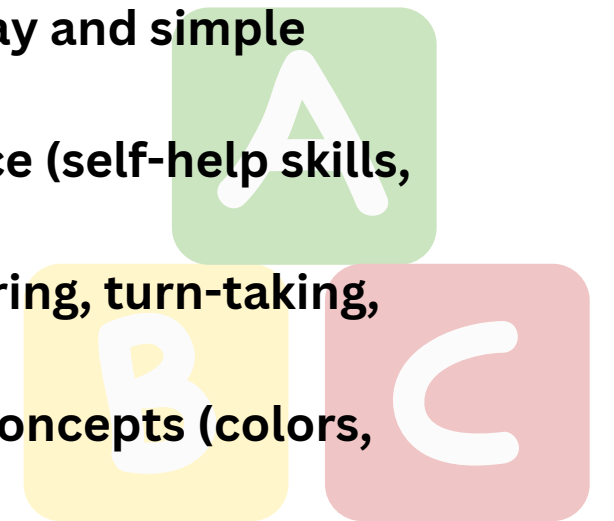 ay and simple
A
ce (self-help skills,
ring, turn-taking,
B C
oncepts (colors,